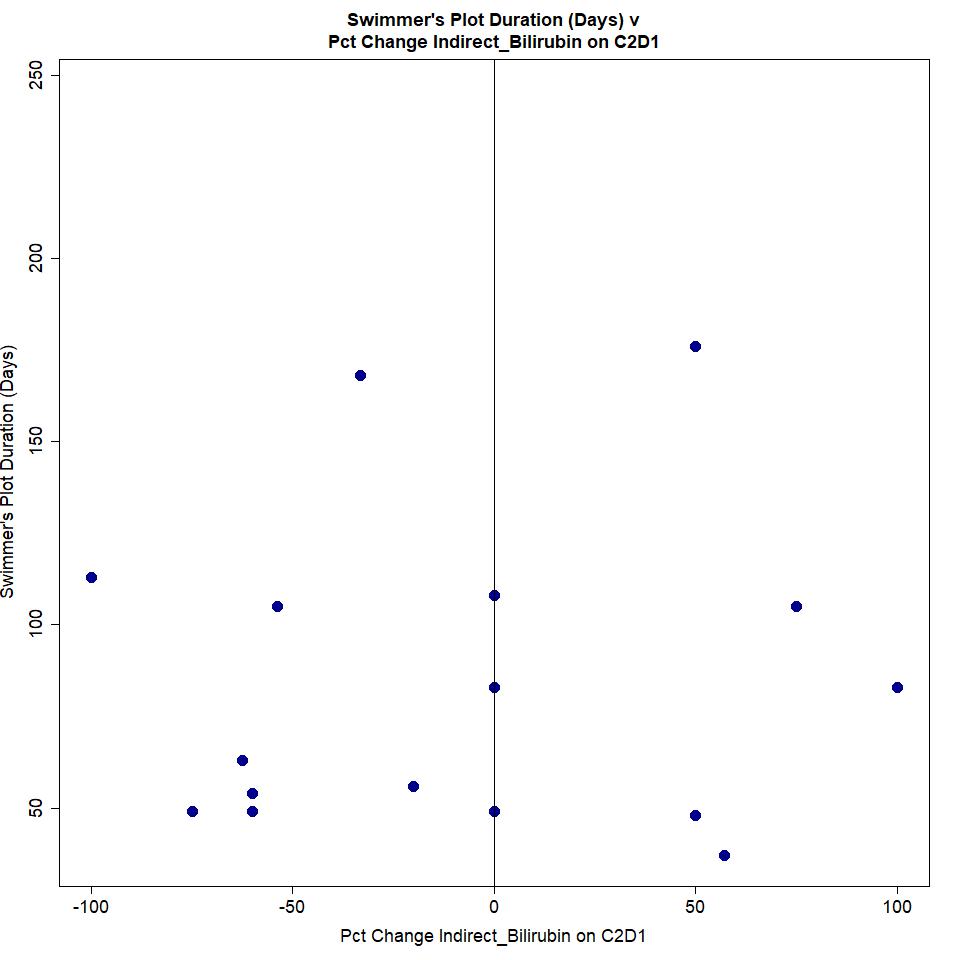 Swimmer's Plot Duration (Days) v
Pct Change Indirect_Bilirubin on C2D1
250
200
150
100
50
Swimmer's Plot Duration (Days)
-100
-50
0
50
100
Pct Change Indirect_Bilirubin on C2D1